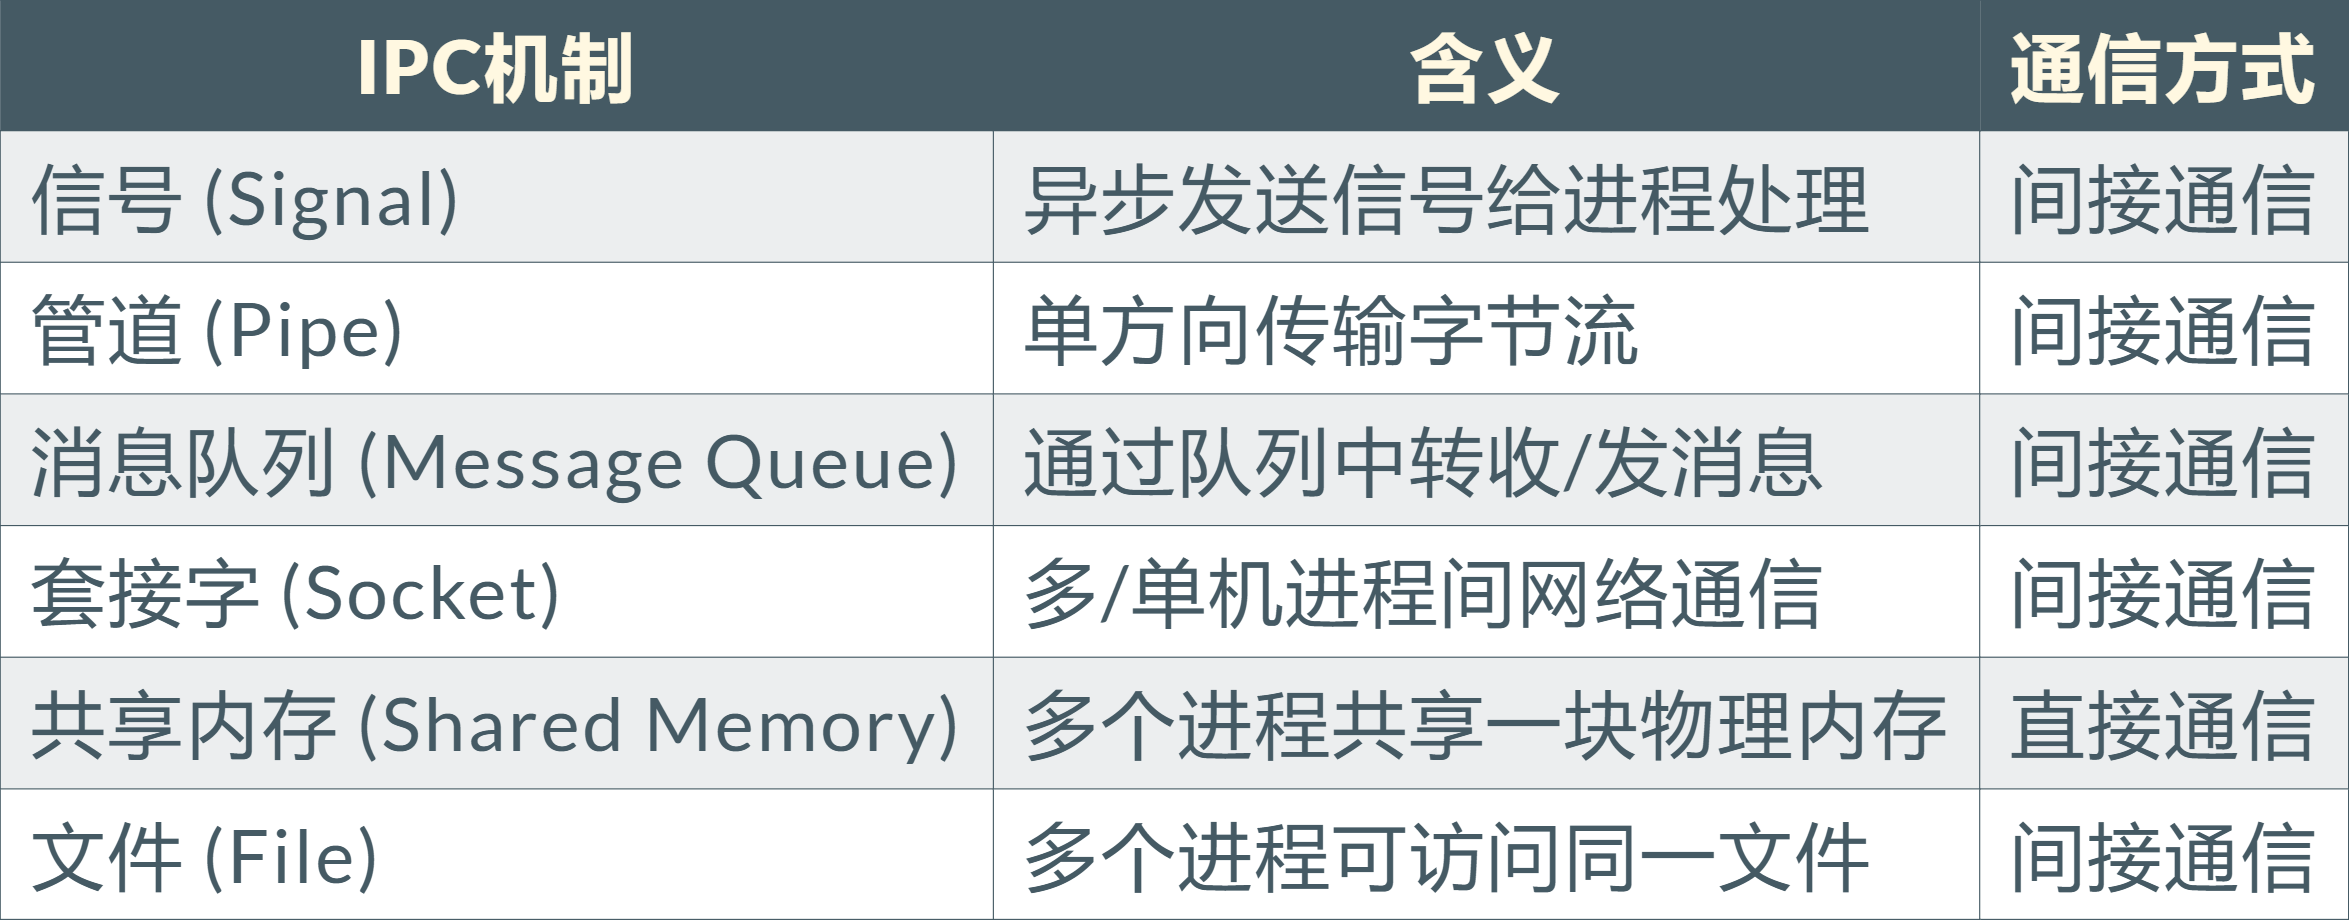 IPC机制 含义 通信方式
信号 (Signal) 异步发送信号给进程处理 间接通信
管道 (Pipe) 单方向传输字节流 间接通信
消息队列 (Message Queue) 通过队列中转收/发消息 间接通信
套接字 (Socket) 多/单机进程间网络通信 间接通信
共享内存 (Shared Memory) 多个进程共享一块物理内存 直接通信
文件 (File) 多个进程可访问同一文件 间接通信